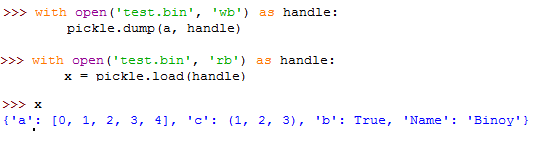 >>> with open('test.bin', 'wb') as handle:
        pickle.dump(a, handle)
>>> with open('test.bin', 'rb') as handle:
        x = pickle.load(handle)
>>> x
{'a': [0, 1, 2, 3, 4], 'c': (1, 2, 3), 'b': True, 'Name': 'Binoy'}